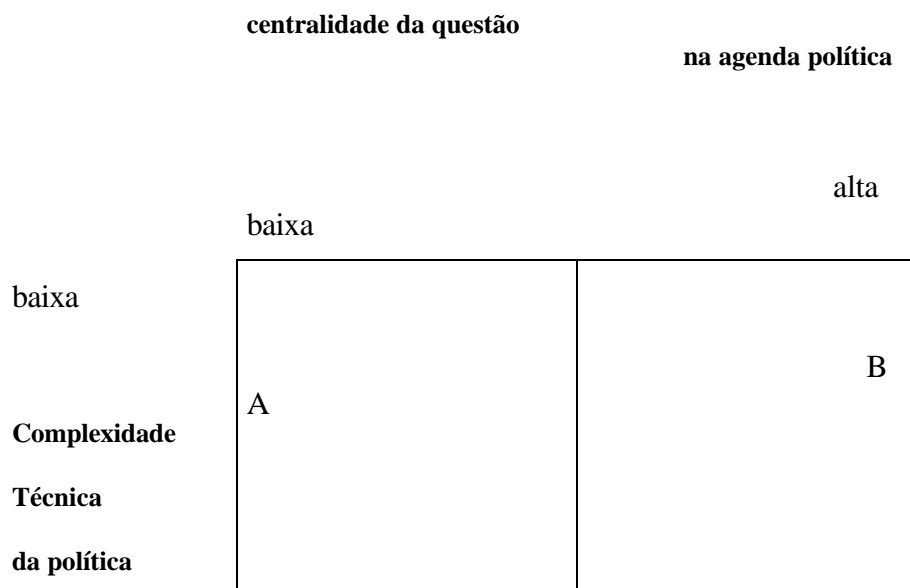 centralidade da questão
na agenda política
alta
baixa
baixa
B
A
Complexidade
Técnica
da política